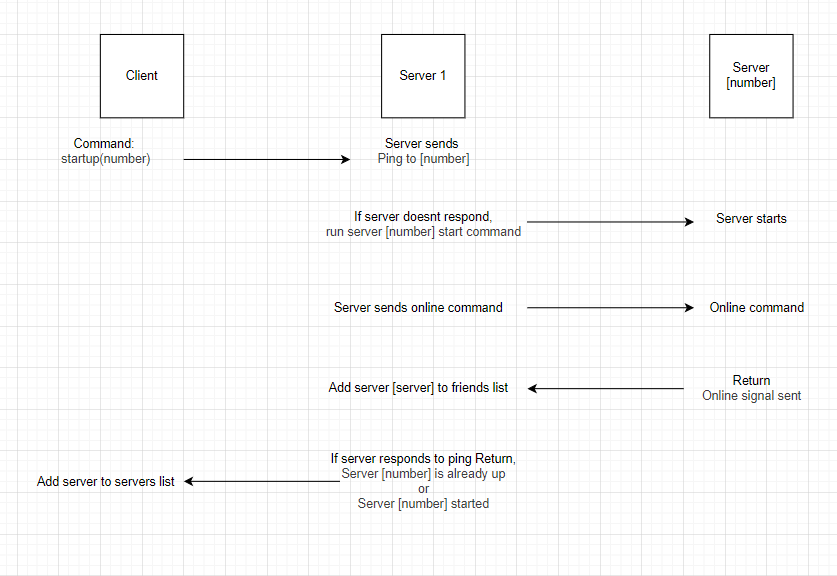 Client
Server 1
Server
[number]
Command:
startup(number)
Server sends
Ping to [number]
If server doesnt respond,
run server [number] start command
Server starts
Server sends online command
Online command
Add server [server] to friends list
Return
Online signal sent
If server responds to ping Return,
Server [number] is already up
or
Server [number] started
Add server to servers list